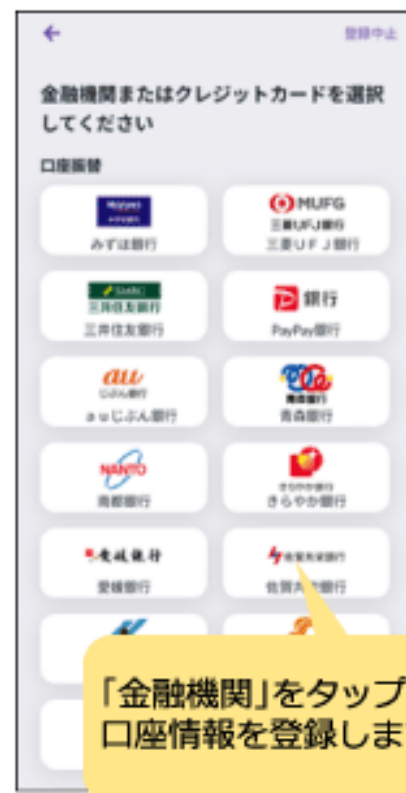 登録中止
金融機関またはクレジットカードを選択
してください
口座振替
みずほ銀行
MUFG
三菱UFJ銀行
三菱ＵＦＪ銀行
三井住友銀行
三井住友銀行
銀行
PayPay銀行
au
じぶん銀行
ａｕじぶん銀行
青森銀行
青森銀行
NANTO
南都銀行
きらやか銀行
きらやか銀行
愛媛銀行
愛媛銀行
佐賀共栄銀行
佐賀共
銀行
「金融機関」をタップ
口座情報を登録しま